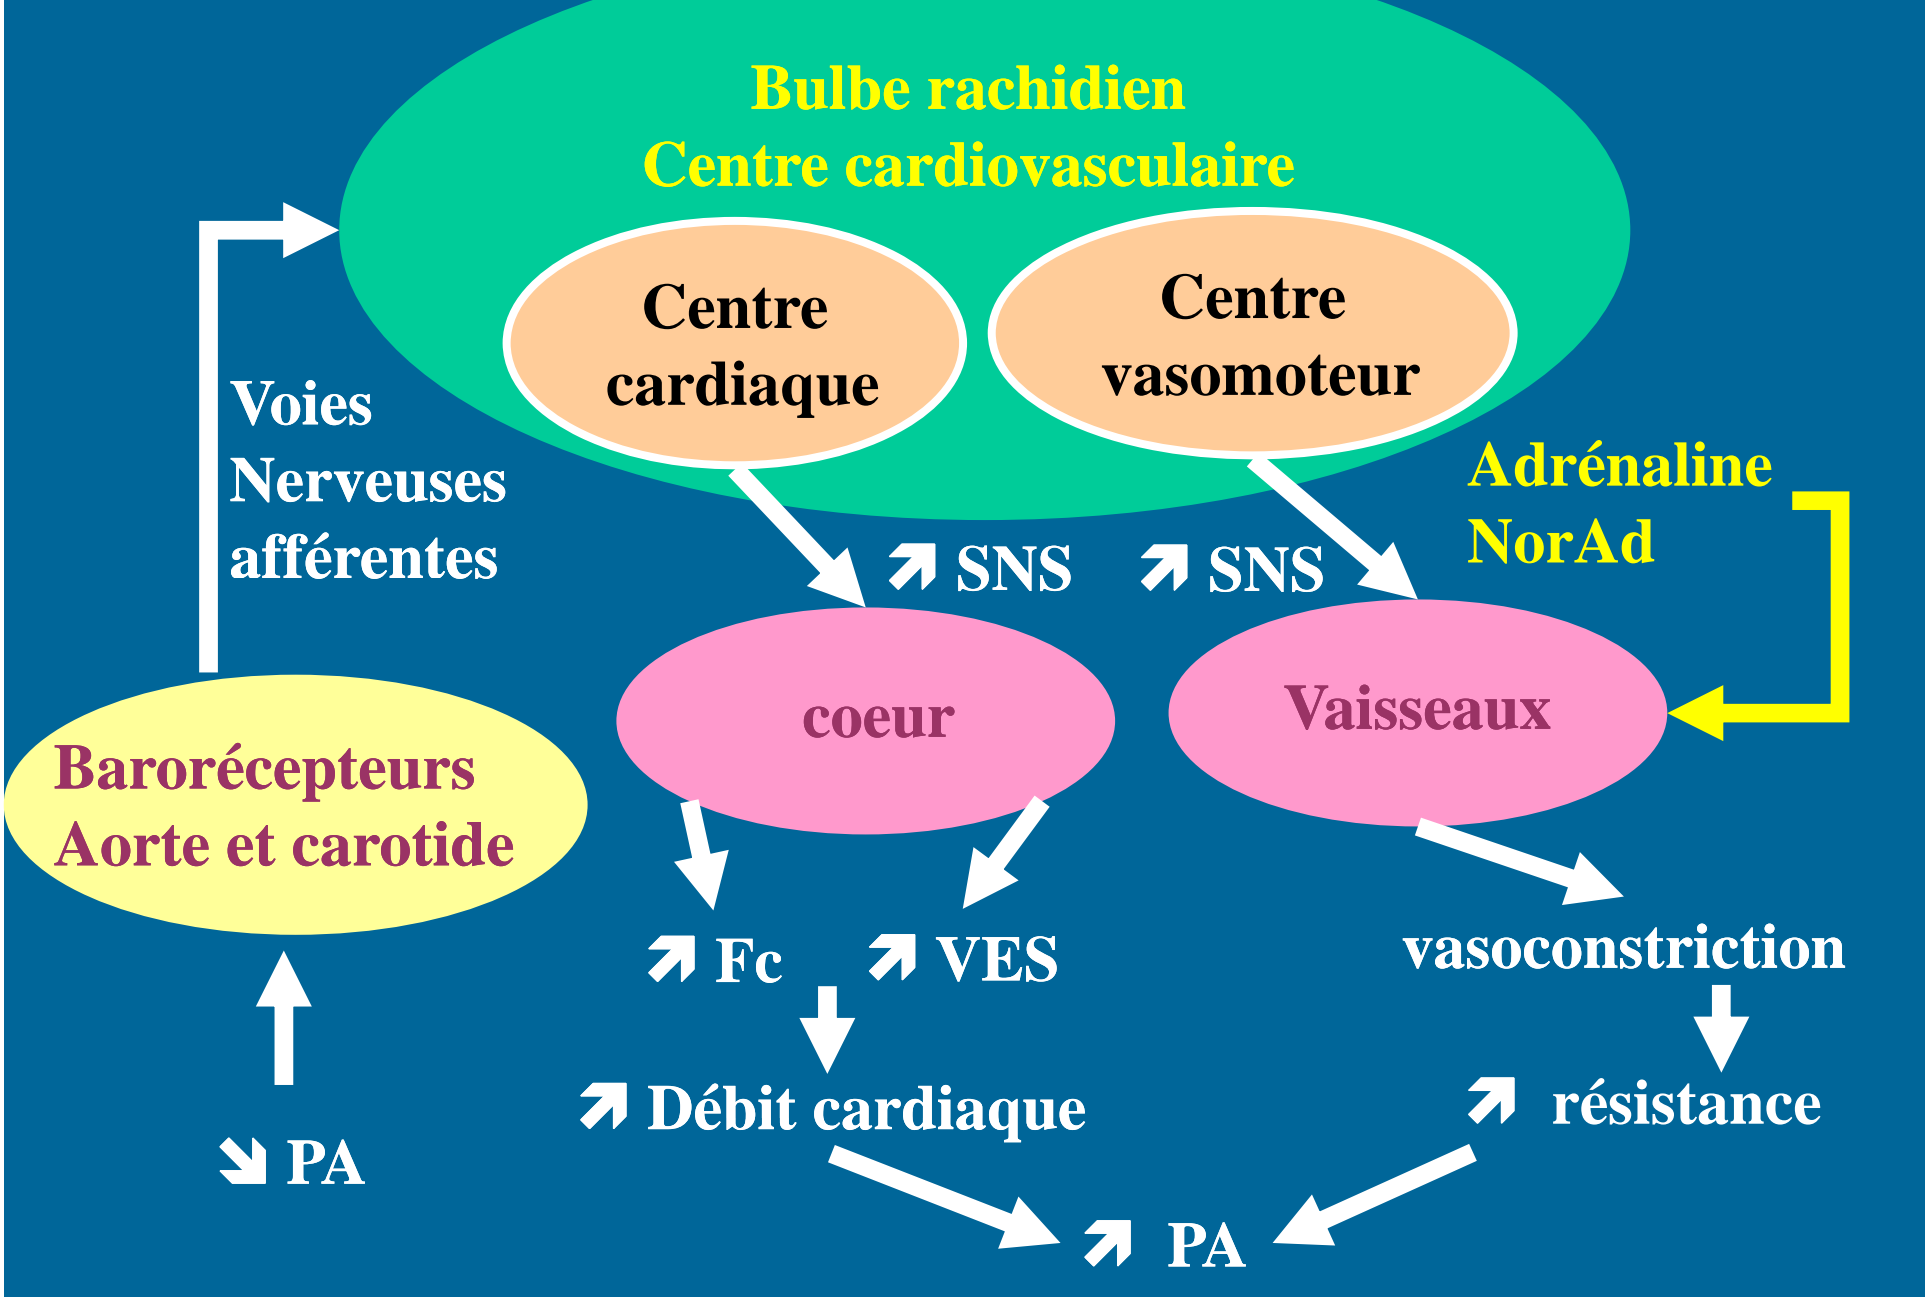 Bulbe rachidien
Centre cardiovasculaire
Centre
cardiaque
Centre
vasomoteur
Voies
Nerveuses
afférentes
Adrénaline
NorAd
↗ SNS
↗ SNS
coeur
Vaisseaux
Barorécepteurs
Aorte et carotide
↗ Fc
↗ VES
vasoconstriction
↗ Débit cardiaque
↗ résistance
↘ PA
↗ PA